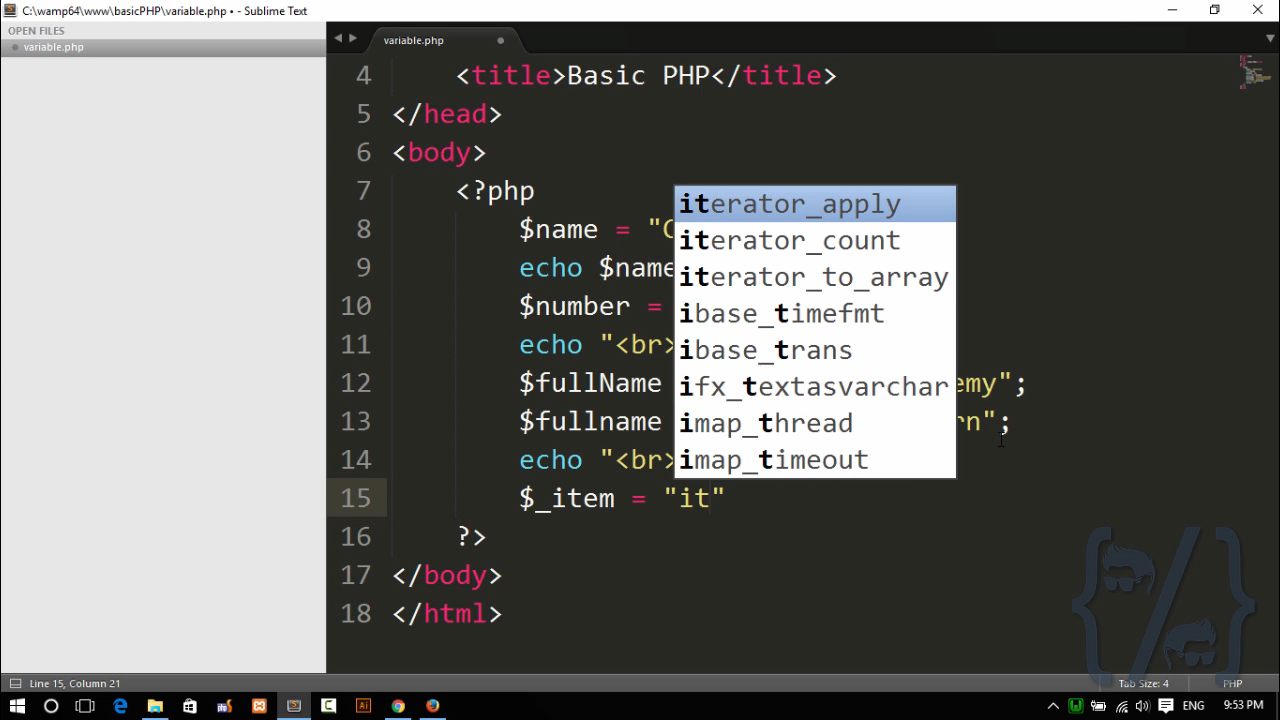 C:\wamp64\www\basicPHP\variable.php • - Sublime Text
OPEN FILES
variable.php
variable.php
4 <title>Basic PHP</title>
5 </head>
6 <body>
7 <?php
8 $name = "
9 echo $name
10 $number =
11 echo "<br>
12 $fullName emy";
13 $fullname rn";
14 echo "<br>
15 $_item = "it"
16 ?>
17 </body>
18 </html>
iterator_apply
iterator_count
iterator_to_array
ibase_timefmt
ibase_trans
ifx_textasvarchar
imap_thread
imap_timeout
{/}
Line 15, Column 21
Tab Size: 4
PHP
ENG
9:53 PM